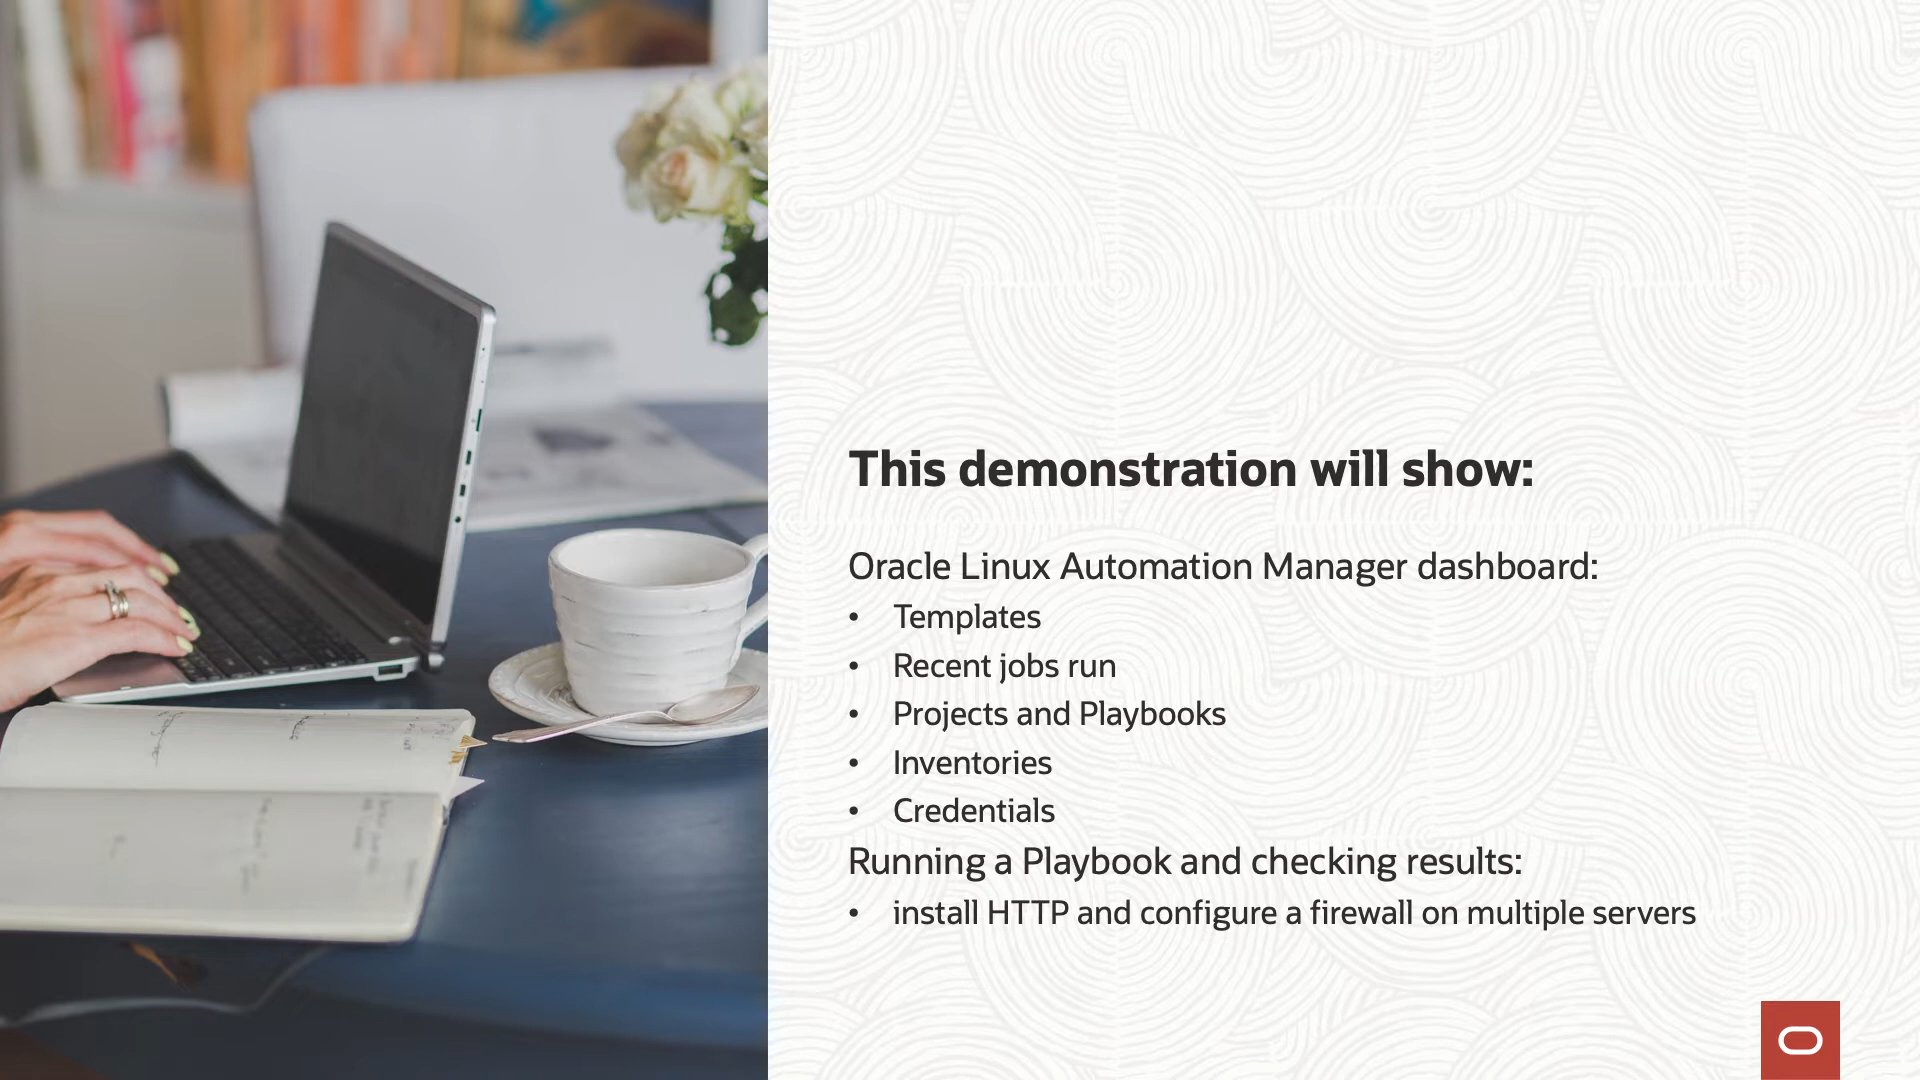 This demonstration will show:
Oracle Linux Automation Manager dashboard:
• Templates
• Recent jobs run
• Projects and Playbooks
• Inventories
• Credentials
Running a Playbook and checking results:
• install HTTP and configure a firewall on multiple servers